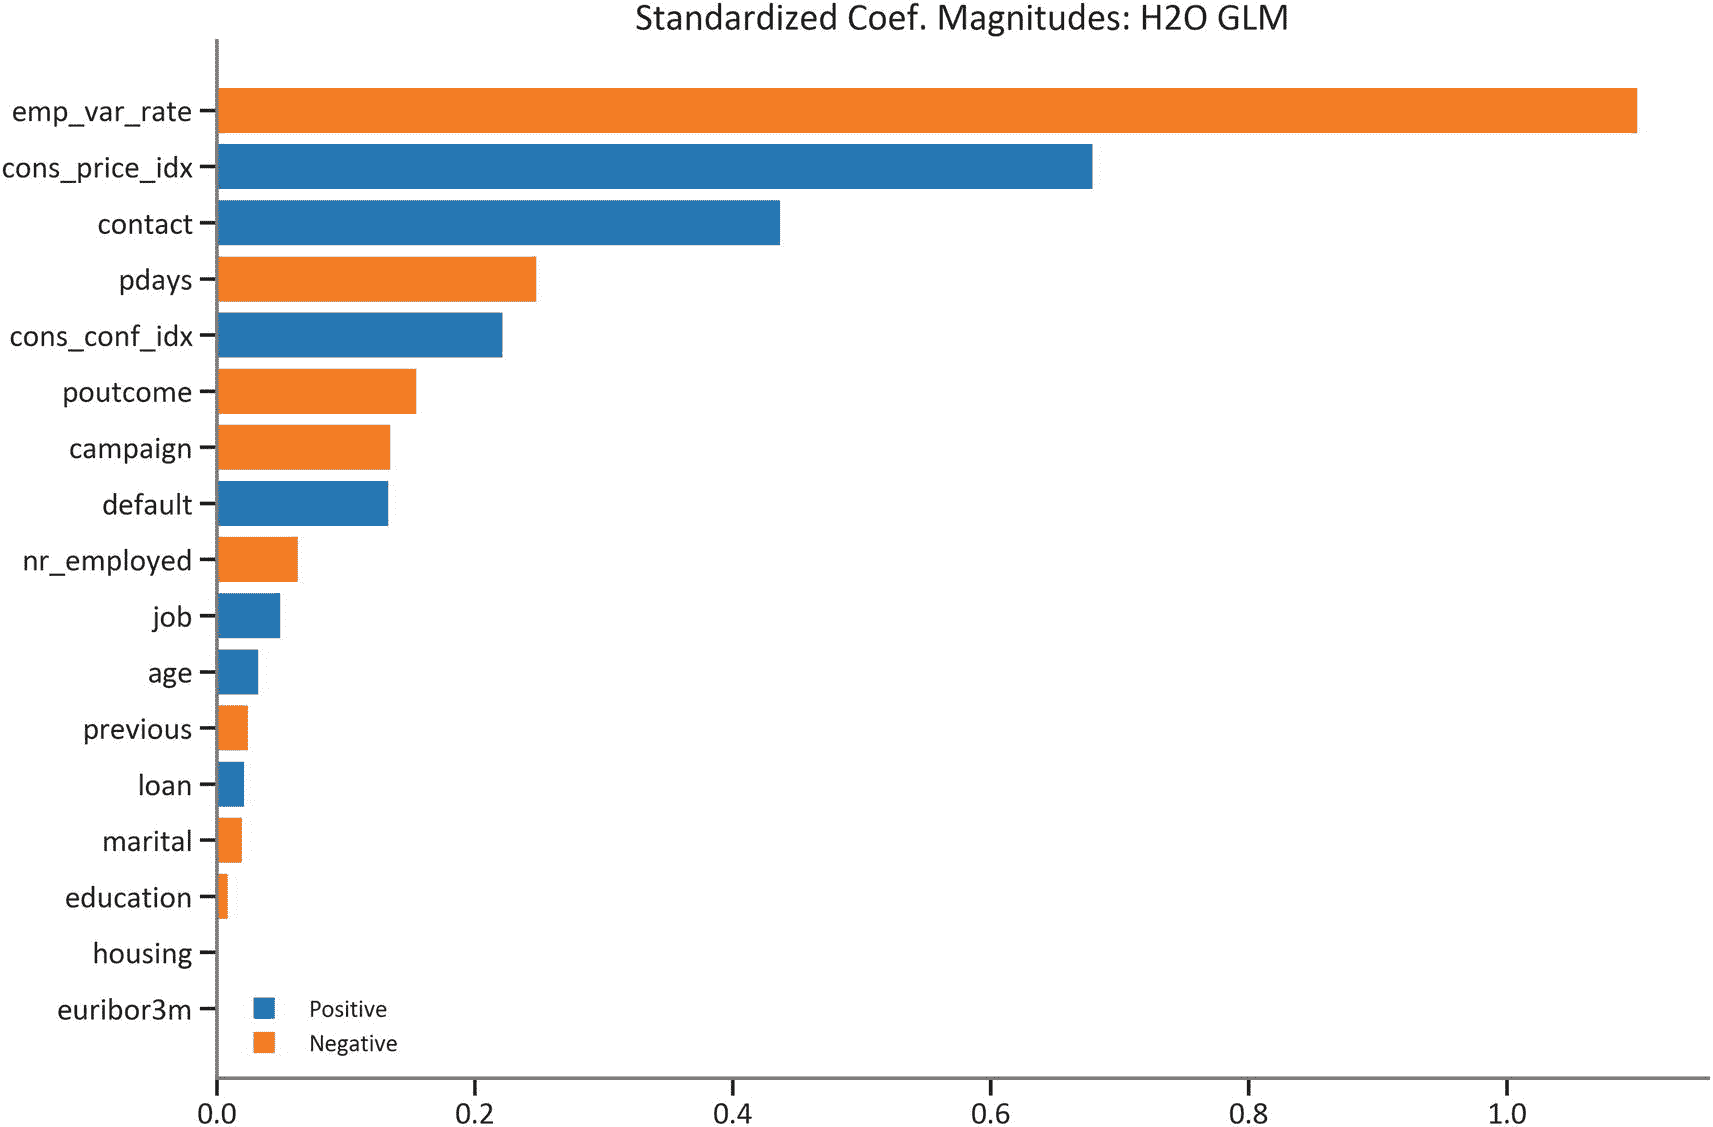 Standardized Coef. Magnitudes: H2O GLM
emp_var_rate
cons_price_idx
contact
pdays
cons_conf_idx
poutcome
campaign
default
nr_employed
job
age
previous
loan
marital
education
housing
euribor3m
Positive
Negative
0.0 0.2 0.4 0.6 0.8 1.0